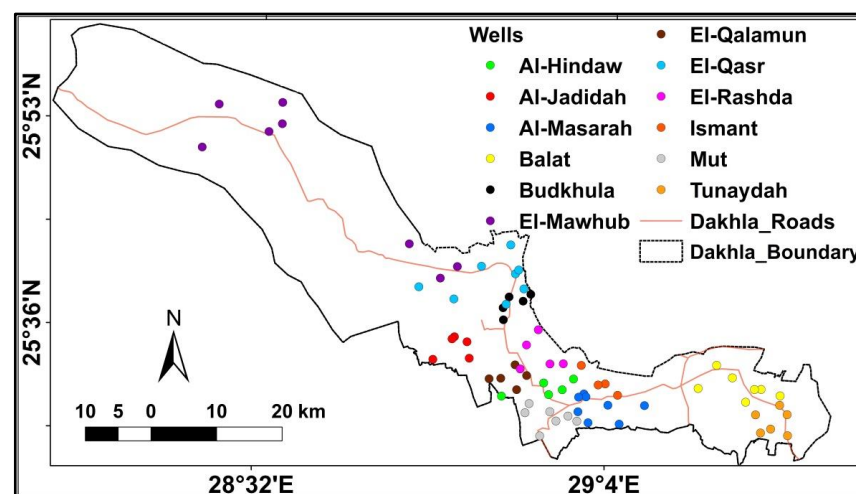 Wells
Al-Hindaw
Al-Jadidah
Al-Masarah
Balat
Budkhula
El-Mawhub
El-Qalamun
El-Qasr
El-Rashda
Ismant
Mut
Tunaydah
Dakhla_Roads
Dakhla_Boundary
25°53'N
25°36'N
N
10 5 0 10 20 km
28°32'E 29°4'E